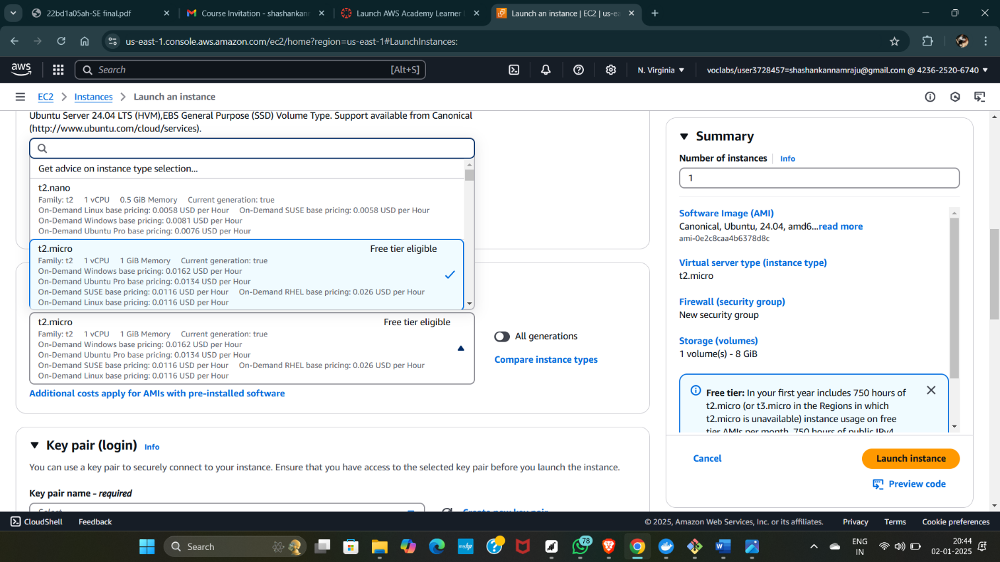 22bd1a05ah-SE final.pdf
Course Invitation - shashankanr
Launch AWS Academy Learner
Launch an instance | EC2 | us-ea
us-east-1.console.aws.amazon.com/ec2/home?region=us-east-1#LaunchInstances:
aws
Search
[Alt+S]
N. Virginia
voclabs/user3728457=shashankannamraju@gmail.com @ 4236-2520-6740
EC2 > Instances > Launch an instance
Ubuntu Server 24.04 LTS (HVM),EBS General Purpose (SSD) Volume Type. Support available from Canonical
(http://www.ubuntu.com/cloud/services).
Get advice on instance type selection...
t2.nano
Family: t2 1 vCPU 0.5 GiB Memory Current generation: true
On-Demand Linux base pricing: 0.0058 USD per Hour On-Demand SUSE base pricing: 0.0058 USD per Hour
On-Demand Windows base pricing: 0.0081 USD per Hour
On-Demand Ubuntu Pro base pricing: 0.0076 USD per Hour
t2.micro Free tier eligible
Family: t2 1 vCPU 1 GiB Memory Current generation: true
On-Demand Windows base pricing: 0.0162 USD per Hour
On-Demand Ubuntu Pro base pricing: 0.0134 USD per Hour
On-Demand SUSE base pricing: 0.0116 USD per Hour On-Demand RHEL base pricing: 0.026 USD per Hour
On-Demand Linux base pricing: 0.0116 USD per Hour
t2.micro Free tier eligible
Family: t2 1 vCPU 1 GiB Memory Current generation: true
On-Demand Windows base pricing: 0.0162 USD per Hour
On-Demand Ubuntu Pro base pricing: 0.0134 USD per Hour
On-Demand SUSE base pricing: 0.0116 USD per Hour On-Demand RHEL base pricing: 0.026 USD per Hour
On-Demand Linux base pricing: 0.0116 USD per Hour
All generations
Compare instance types
Additional costs apply for AMIs with pre-installed software
Key pair (login) Info
You can use a key pair to securely connect to your instance. Ensure that you have access to the selected key pair before you launch the instance.
Key pair name - required
Select
Create new key pair
Summary
Number of instances Info
1
Software Image (AMI)
Canonical, Ubuntu, 24.04, amd6...read more
ami-0e2c8caa4b6378d8c
Virtual server type (instance type)
t2.micro
Firewall (security group)
New security group
Storage (volumes)
1 volume(s) - 8 GiB
Free tier: In your first year includes 750 hours of
t2.micro (or t3.micro in the Regions in which
t2.micro is unavailable) instance usage on free
tier AMIs per month, 750 hours of public IPv4
Cancel
Launch instance
Preview code
CloudShell
Feedback
© 2025, Amazon Web Services, Inc. or its affiliates.
Privacy
Terms
Cookie preferences
Search
myhp
78
ENG
IN
20:44
02-01-2025